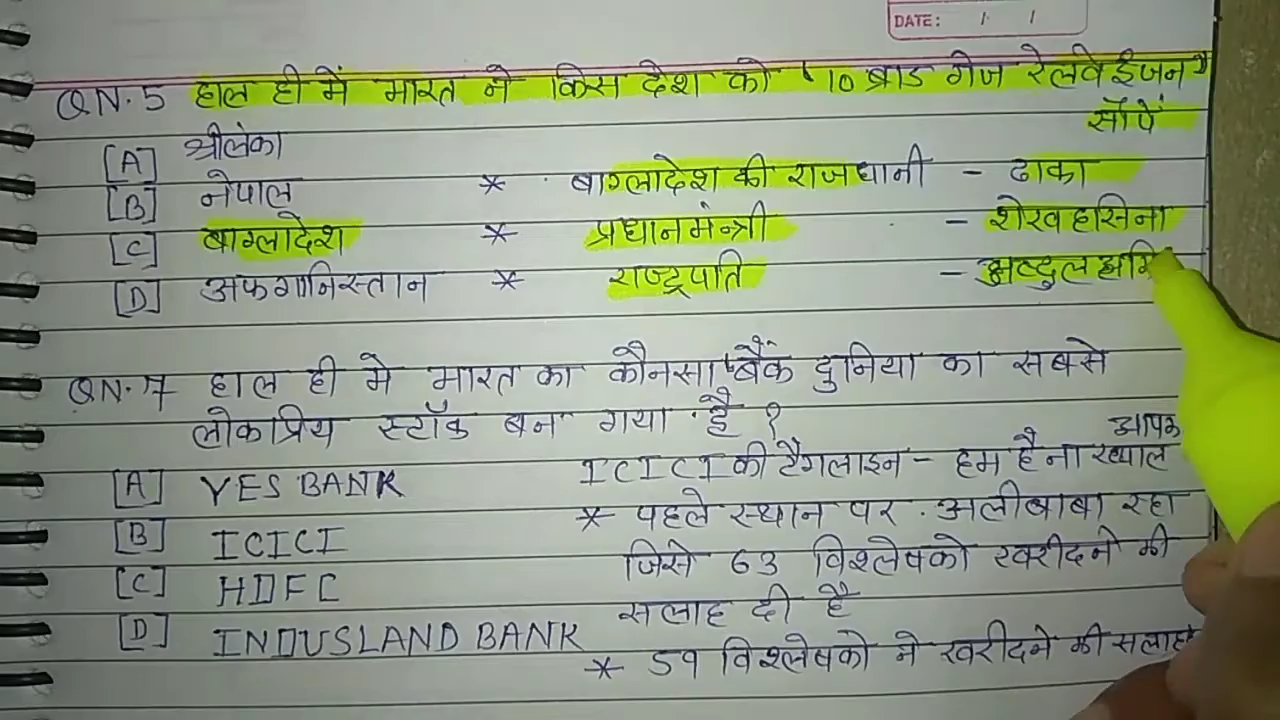 DATE: / /
QN.5 हाल ही में भारत ने किस देश को '10 ब्राड गेज रेलवे ईंजन"
सौंपें
[A] श्रीलंका
[B] नेपाल * बाग्लादेश की राजधानी - ढाका
[C] बाग्लादेश * प्रधानमंन्त्री - शेख हसिना
[D] अफगानिस्तान * राष्ट्रपति - अब्दुल
QN.7 हाल ही मे भारत का कौनसा बैंक दुनिया का सबसे
लोकप्रिय स्टॉक बन गया है ?
[A] YES BANK ICICI की टैगलाइन - हम है ना ख्याल आपक
[B] ICICI * पहले स्थान पर अलीबाबा रहा
[C] HDFC जिसे 63 विश्लेषको खरीदने की
[D] INDUSLAND BANK सलाह दी है
* 59 विश्लेषको ने खरीदने की सलाह